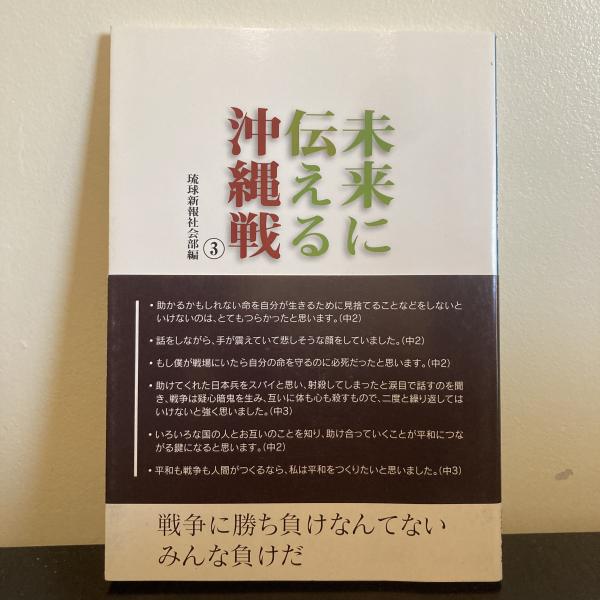 未来に
伝える
沖縄戦
③
琉球新報社会部編
・助かるかもしれない命を自分が生きるために見捨てることなどをしないと
いけないのは、とてもつらかったと思います。(中2)
・話をしながら、手が震えていて悲しそうな顔をしていました。(中2)
・もし僕が戦場にいたら自分の命を守るのに必死だったと思います。(中2)
・助けてくれた日本兵をスパイと思い、射殺してしまったと涙目で話すのを聞
き、戦争は疑心暗鬼を生み、互いに体も心も殺すもので、二度と繰り返しては
いけないと強く思いました。(中3)
・いろいろな国の人とお互いのことを知り、助け合っていくことが平和につな
がる鍵になると思います。(中2)
・平和も戦争も人間がつくるなら、私は平和をつくりたいと思いました。(中3)
戦争に勝ち負けなんてない
みんな負けだ